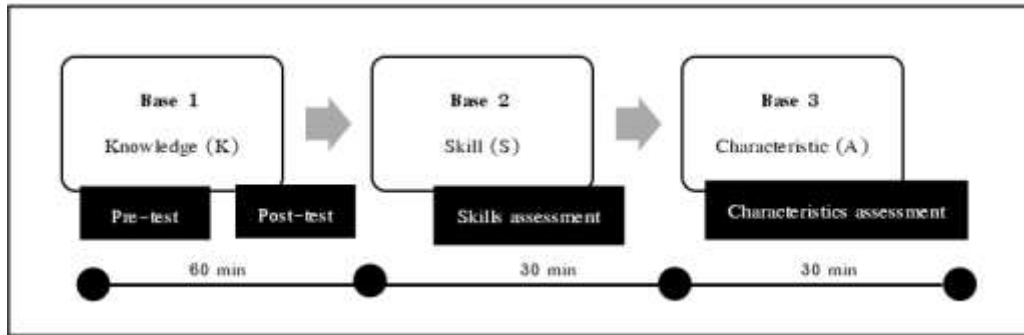 Base 1
Knowledge (K)
Base 2
Skill (S)
Base 3
Characteristic (A)
Pre-test
Post-test
Skills assessment
Characteristics assessment
60 min
30 min
30 min